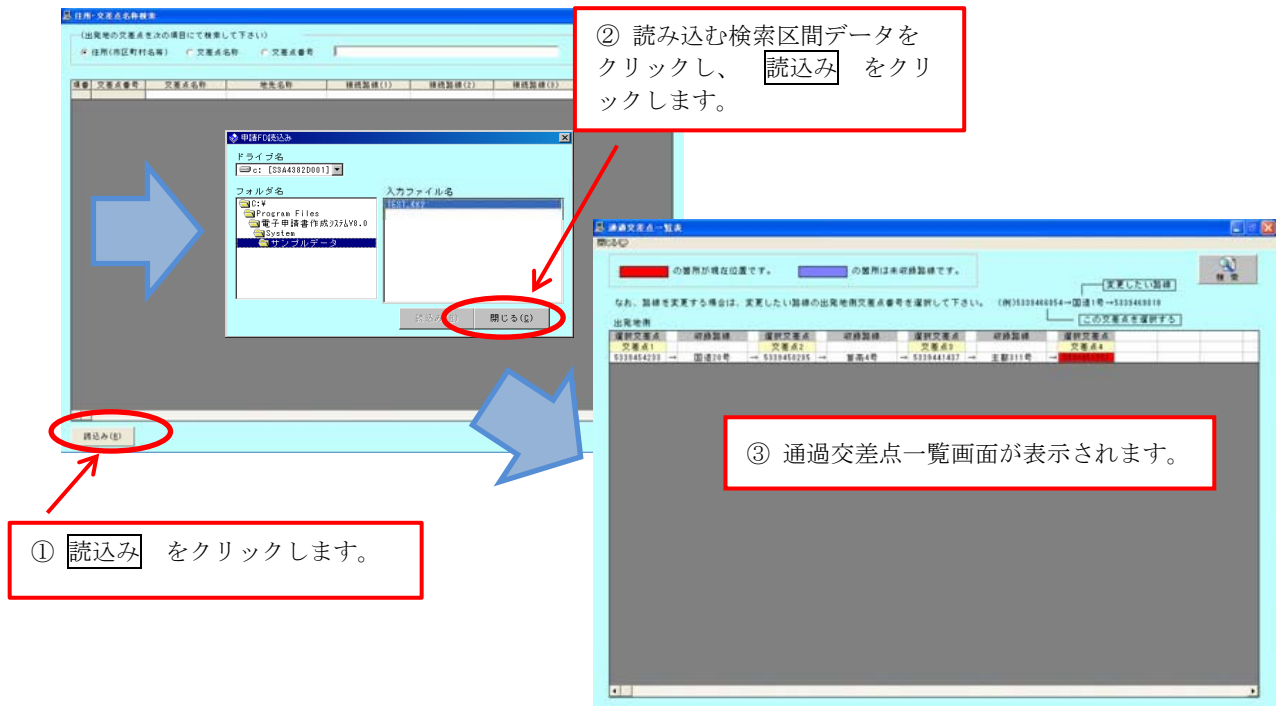 住所・交差点名称検索
(出発地の交差点を次の項目にて検索して下さい)
住所(市区町村名等) 交差点名称 交差点番号
項番 交差点番号 交差点名称 地先名称 接続路線(1) 接続路線(2) 接続路線(3)
申請FD読込み
ドライブ名
c: [S3A4382D001]
フォルダ名 入力ファイル名
C:¥
Program Files
電子申請書作成システムV8.0
System
サンプルデータ
閉じる(C)
読込み(R)
② 読み込む検索区間データを
クリックし、 読込み をクリ
ックします。
① 読込み をクリックします。
通過交差点一覧表
閉じる(C)
の箇所が現在位置です。 の箇所は未収録路線です。
検索
変更したい路線
なお、路線を変更する場合は、変更したい路線の出発地側交差点番号を選択して下さい。 (例)5339466054→国道1号→5339469018
この交差点を選択する
出発地側
選択交差点 収録路線 選択交差点 収録路線 選択交差点 収録路線 選択交差点
交差点1 交差点2 交差点3 交差点4
5339454233 → 国道20号 → 5339450295 → 首高4号 → 5339441437 → 主都311号 →
③ 通過交差点一覧画面が表示されます。